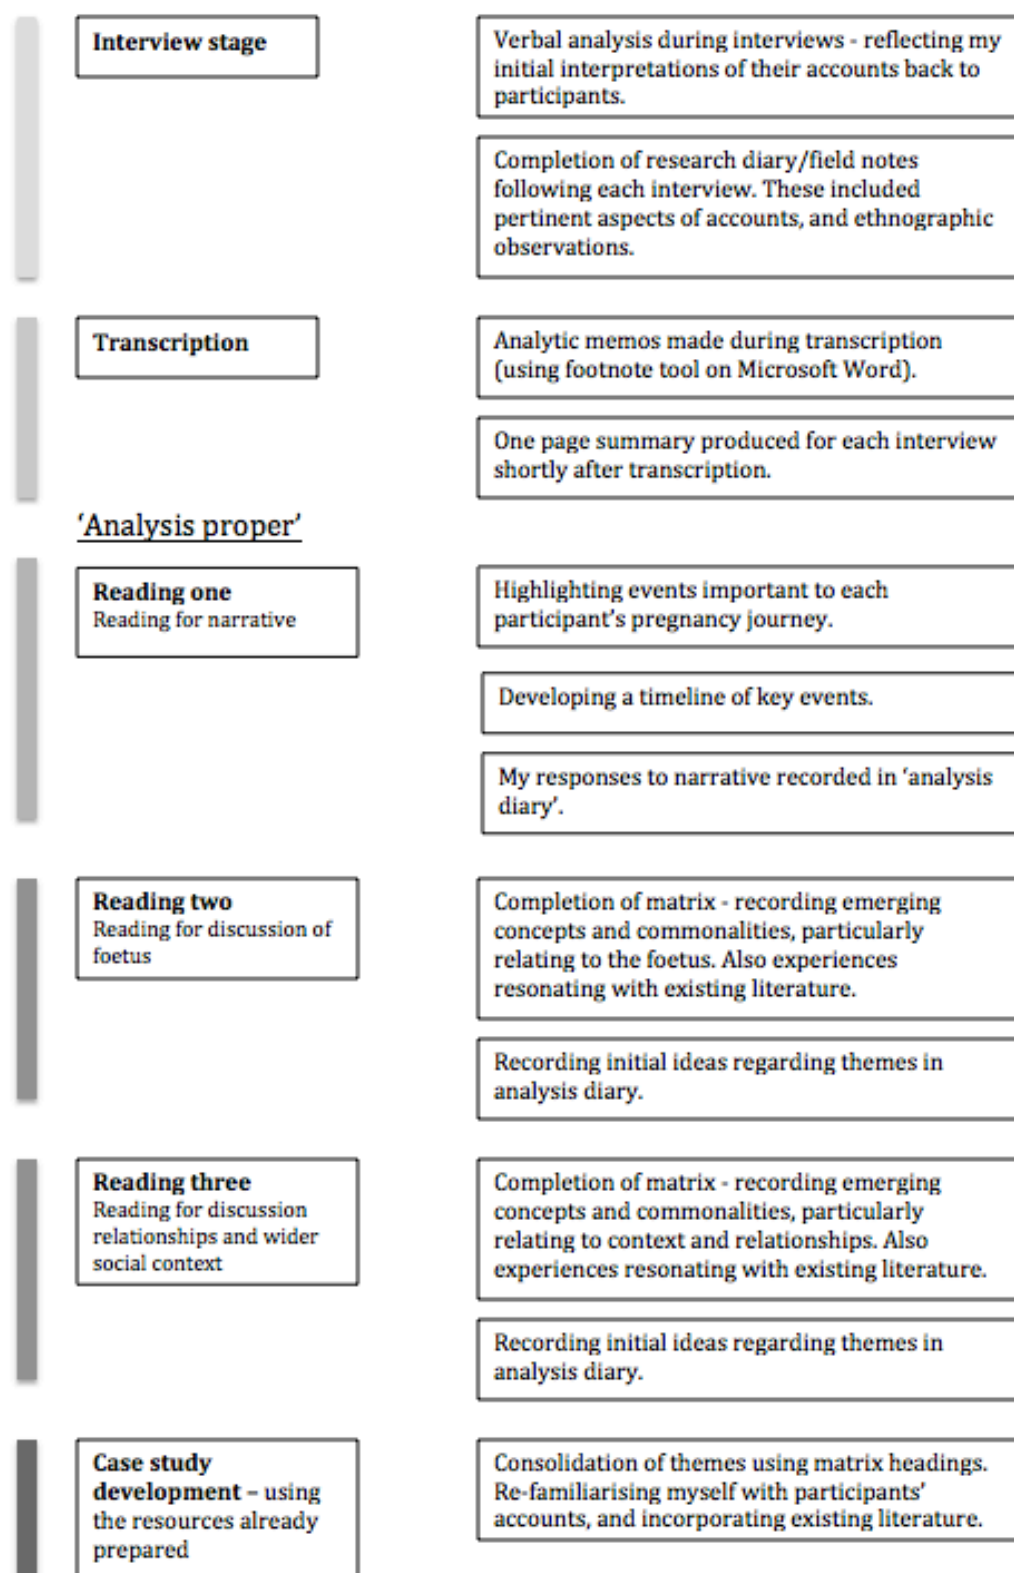 Interview stage
Verbal analysis during interviews - reflecting my
initial interpretations of their accounts back to
participants.
Completion of research diary/field notes
following each interview. These included
pertinent aspects of accounts, and ethnographic
observations.
Transcription
Analytic memos made during transcription
(using footnote tool on Microsoft Word).
One page summary produced for each interview
shortly after transcription.
‘Analysis proper’
Reading one
Reading for narrative
Highlighting events important to each
participant’s pregnancy journey.
Developing a timeline of key events.
My responses to narrative recorded in ‘analysis
diary’.
Reading two
Reading for discussion of
foetus
Completion of matrix - recording emerging
concepts and commonalities, particularly
relating to the foetus. Also experiences
resonating with existing literature.
Recording initial ideas regarding themes in
analysis diary.
Reading three
Reading for discussion
relationships and wider
social context
Completion of matrix - recording emerging
concepts and commonalities, particularly
relating to context and relationships. Also
experiences resonating with existing literature.
Recording initial ideas regarding themes in
analysis diary.
Case study
development – using
the resources already
prepared
Consolidation of themes using matrix headings.
Re-familiarising myself with participants’
accounts, and incorporating existing literature.